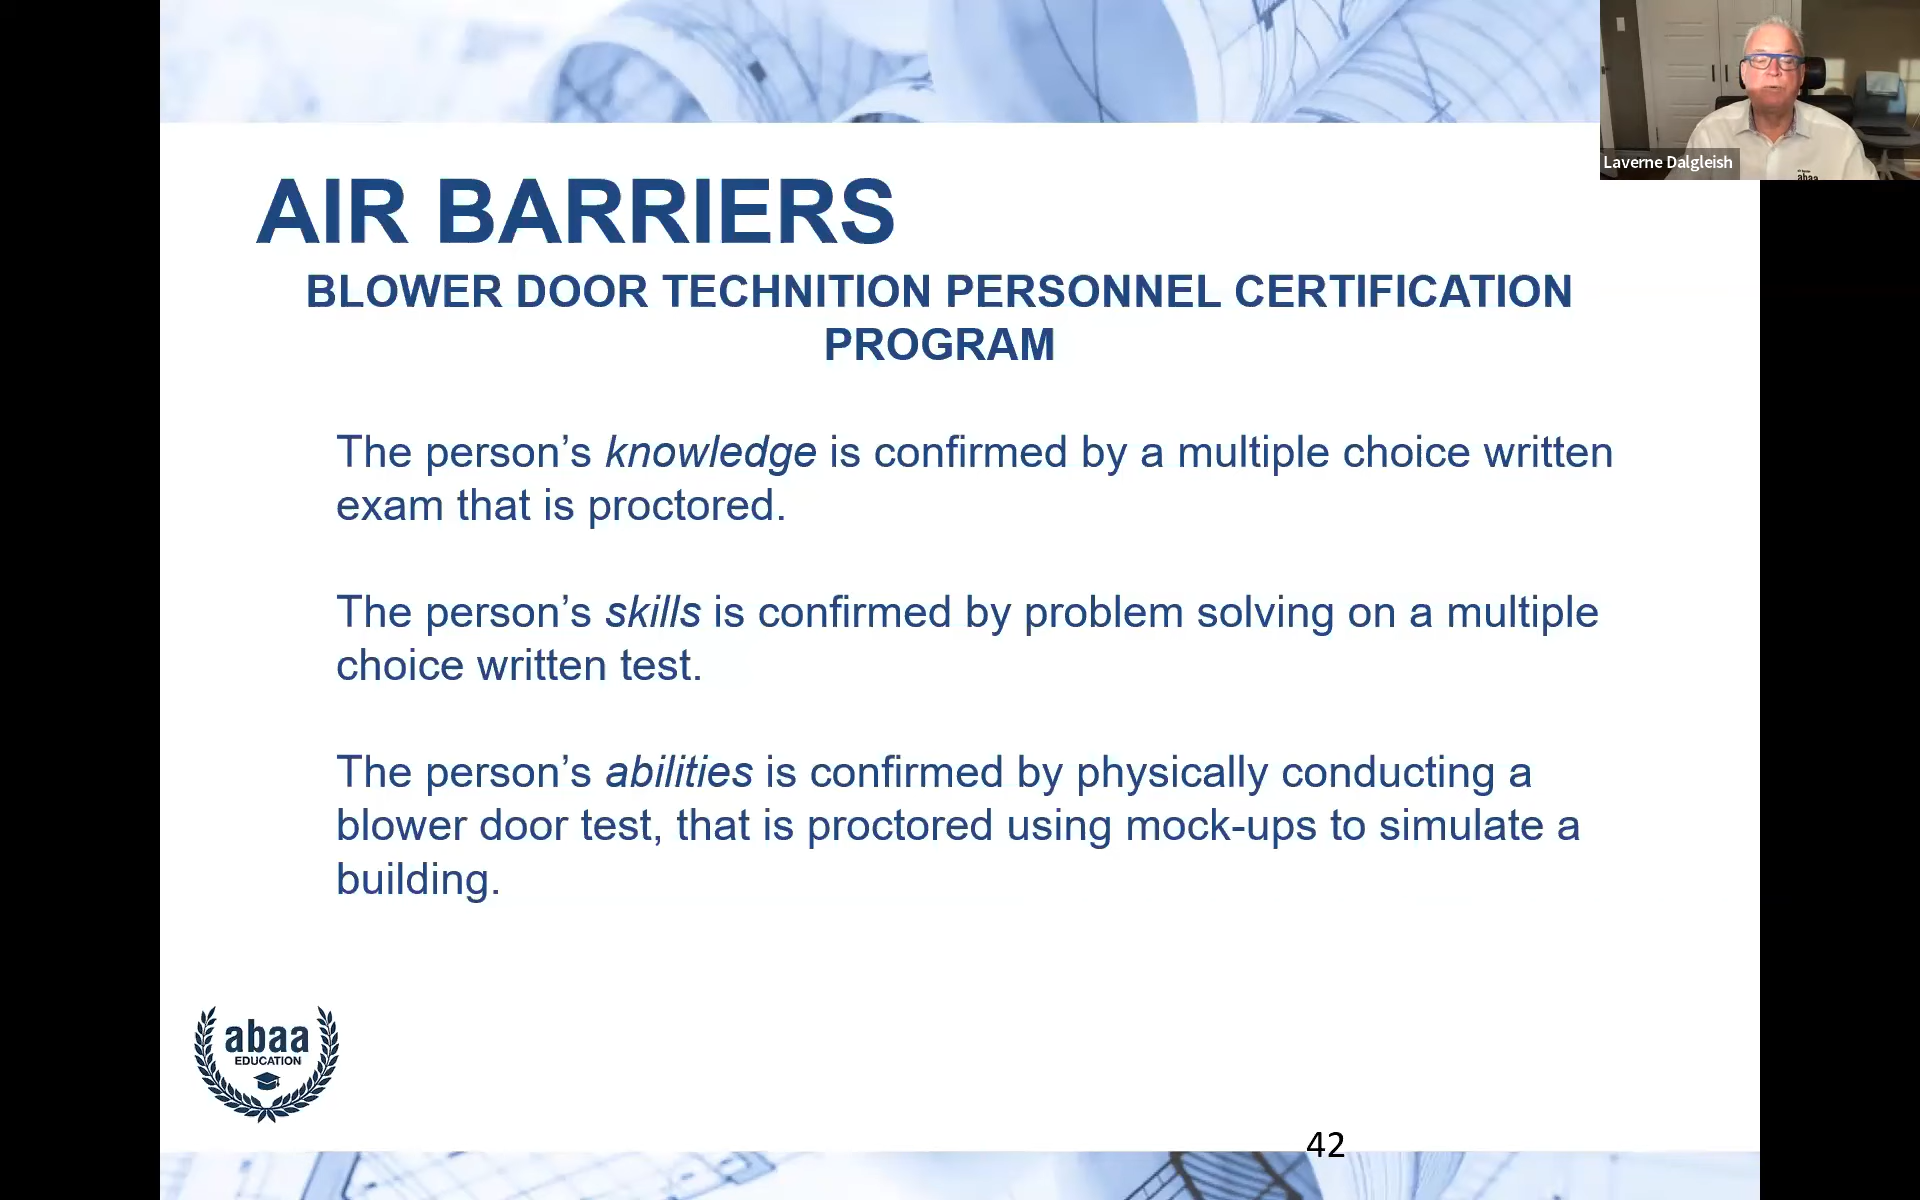 Laverne Dalgleish
abaa
AIR BARRIERS
BLOWER DOOR TECHNITION PERSONNEL CERTIFICATION
PROGRAM
The person’s knowledge is confirmed by a multiple choice written
exam that is proctored.
The person’s skills is confirmed by problem solving on a multiple
choice written test.
The person’s abilities is confirmed by physically conducting a
blower door test, that is proctored using mock-ups to simulate a
building.
abaa
EDUCATION
42